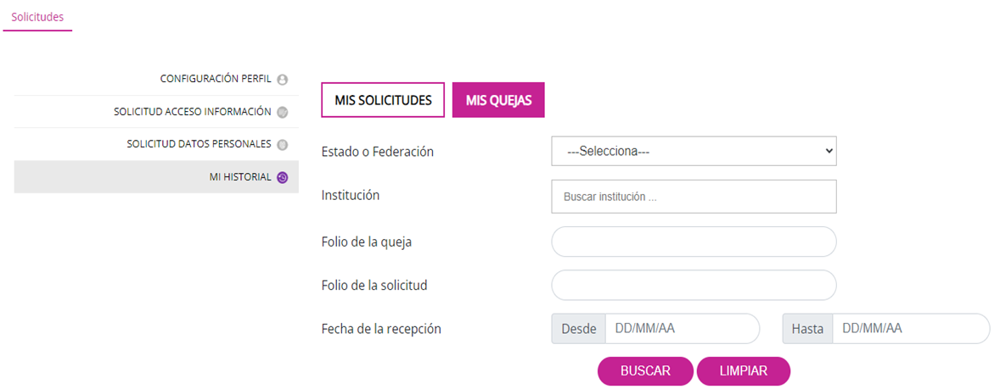 Solicitudes
CONFIGURACIÓN PERFIL
SOLICITUD ACCESO INFORMACIÓN
SOLICITUD DATOS PERSONALES
MI HISTORIAL
MIS SOLICITUDES MIS QUEJAS
Estado o Federación ---Selecciona---
Institución Buscar institución ...
Folio de la queja
Folio de la solicitud
Fecha de la recepción Desde DD/MM/AA Hasta DD/MM/AA
BUSCAR LIMPIAR